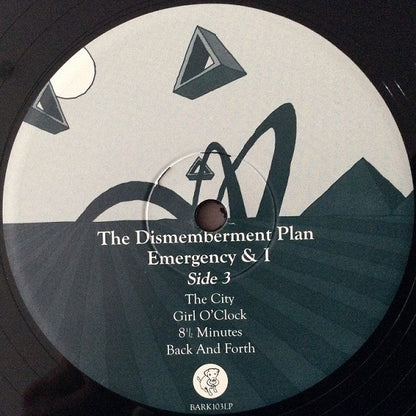 The Dismemberment Plan
Emergency & I
Side 3
The City
Girl O'Clock
8½ Minutes
Back And Forth
BARK103LP